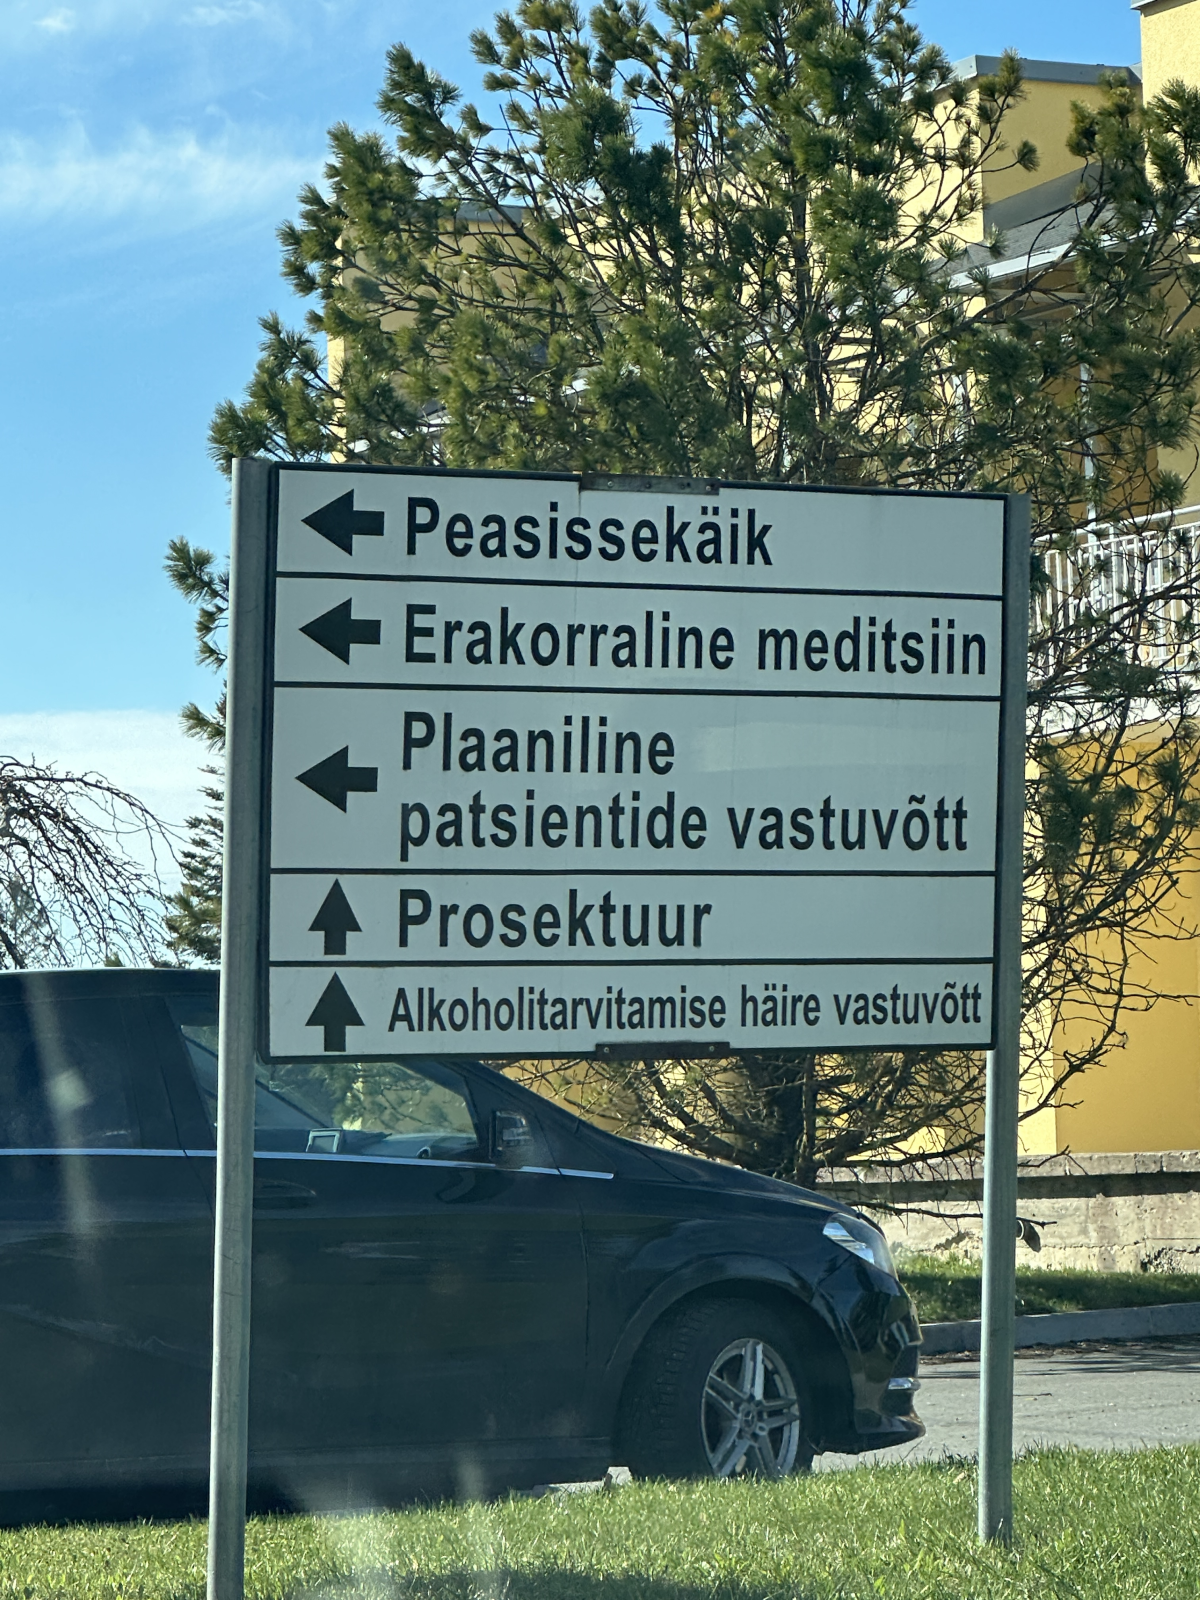 Peasissekäik
Erakorraline meditsiin
Plaaniline
patsientide vastuvõtt
Prosektuur
Alkoholitarvitamise häire vastuvõtt